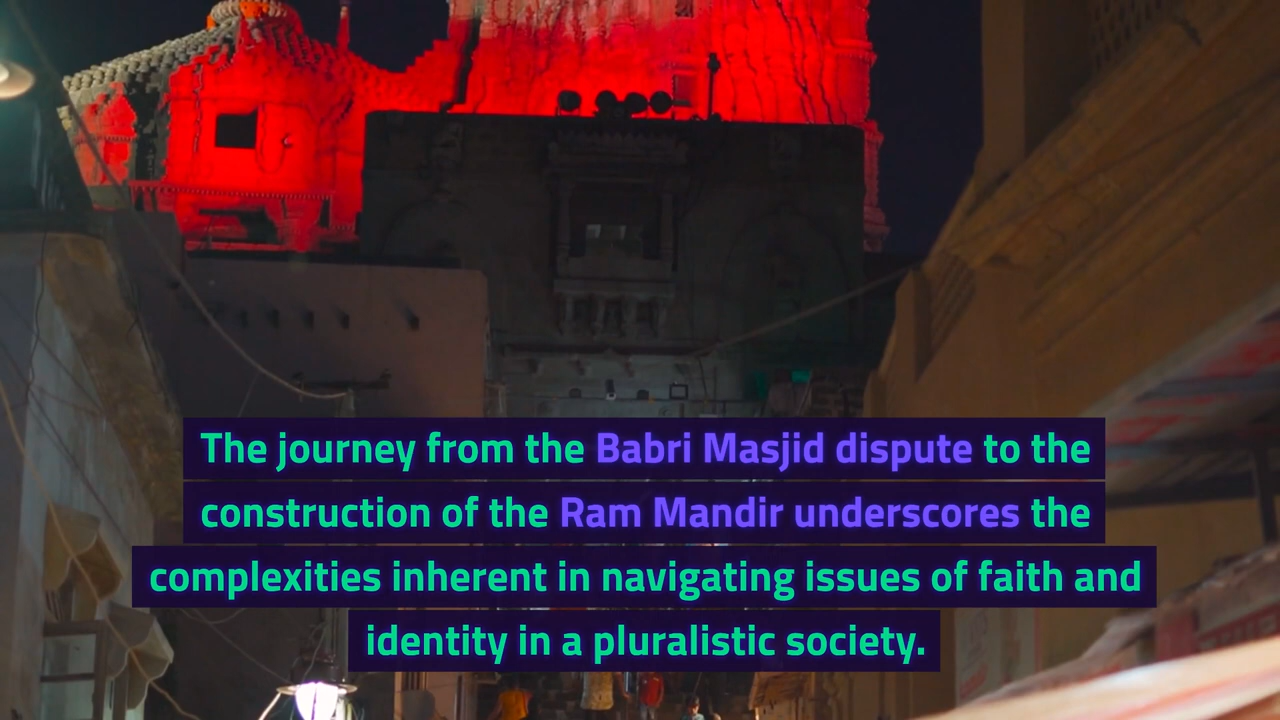 The journey from the Babri Masjid dispute to the
construction of the Ram Mandir underscores the
complexities inherent in navigating issues of faith and
identity in a pluralistic society.